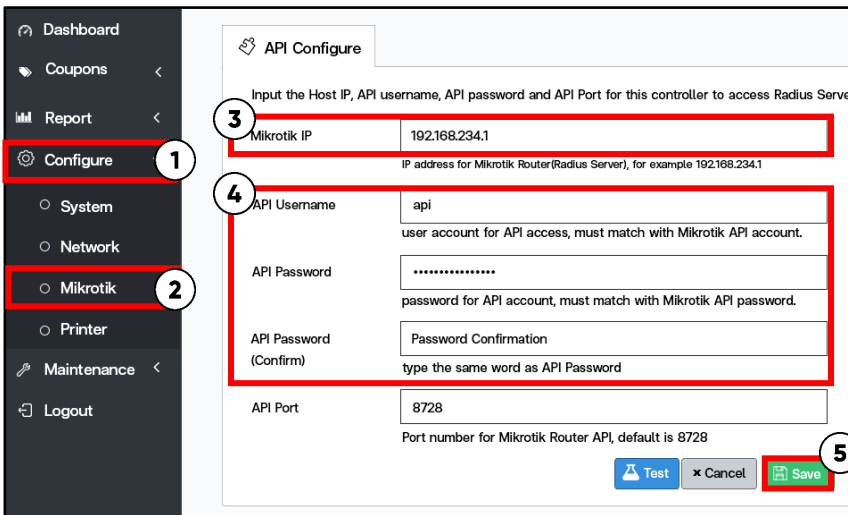 Dashboard
Coupons
Report
Configure
1
System
Network
Mikrotik
2
Printer
Maintenance
Logout
API Configure
Input the Host IP, API username, API password and API Port for this controller to access Radius Serve
3
Mikrotik IP
192.168.234.1
IP address for Mikrotik Router(Radius Server), for example 192.168.234.1
4
API Username
api
user account for API access, must match with Mikrotik API account.
API Password
••••••••••••••••
password for API account, must match with Mikrotik API password.
API Password
(Confirm)
Password Confirmation
type the same word as API Password
API Port
8728
Port number for Mikrotik Router API, default is 8728
5
Test
× Cancel
Save